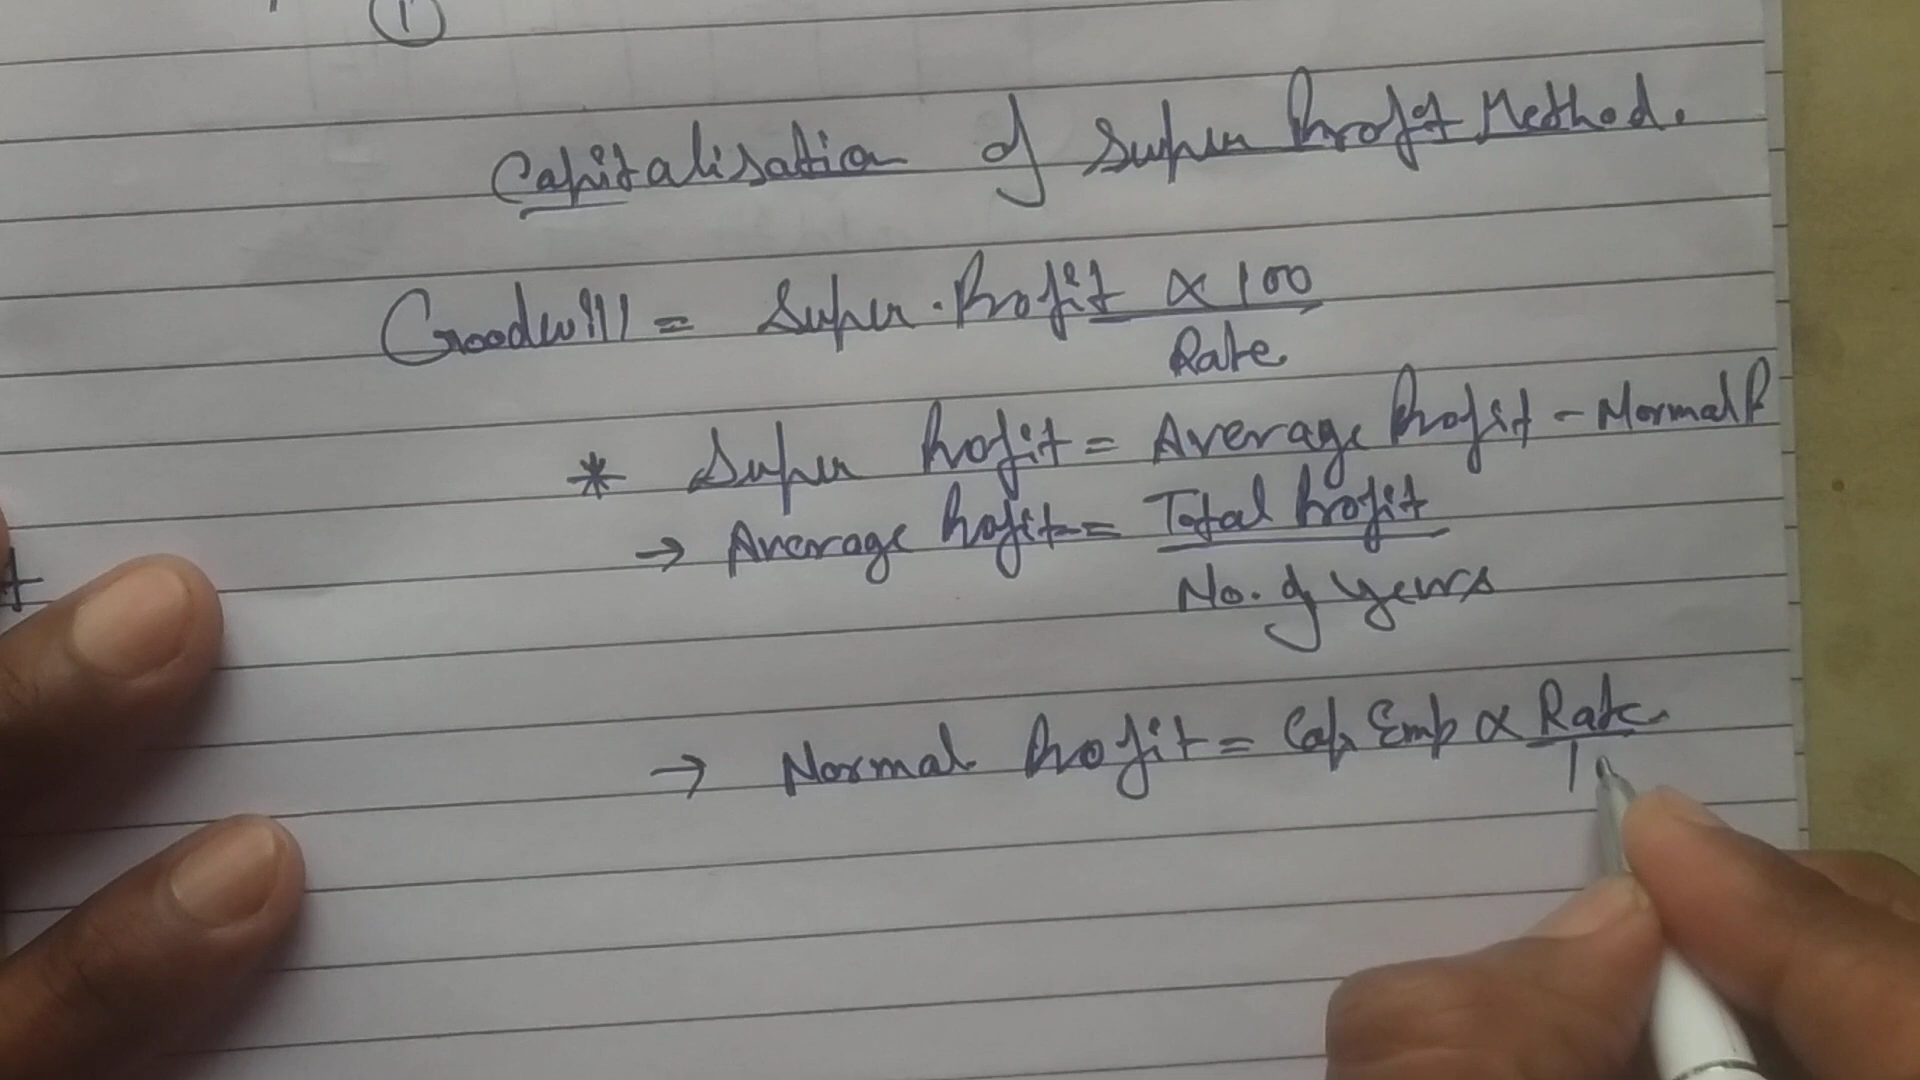 1
Capitalisation of Super Profit Method.
Goodwill = Super Profit × 100
Rate
* Super Profit = Average Profit - Normal P
→ Average Profit = Total Profit
No. of years
→ Normal Profit = Cap. Emp × Rate
1